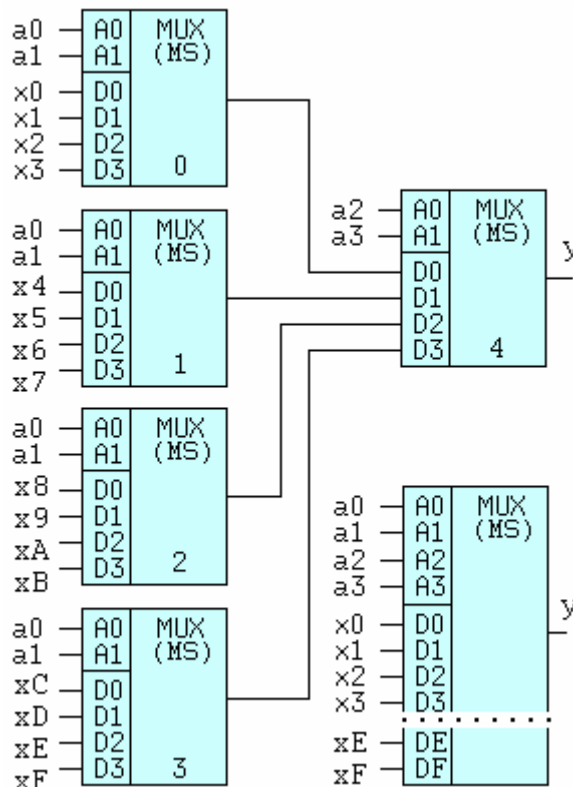 a0 A0 MUX
a1 A1 (MS)
x0 D0
x1 D1
x2 D2
x3 D3 0
a0 A0 MUX
a1 A1 (MS)
x4 D0
x5 D1
x6 D2
x7 D3 1
a0 A0 MUX
a1 A1 (MS)
x8 D0
x9 D1
xA D2
xB D3 2
a0 A0 MUX
a1 A1 (MS)
xC D0
xD D1
xE D2
xF D3 3
a2 A0 MUX
a3 A1 (MS)
y
D0
D1
D2
D3 4
a0 A0 MUX
a1 A1 (MS)
a2 A2
a3 A3
x0 D0 y
x1 D1
x2 D2
x3 D3
xE DE
xF DF